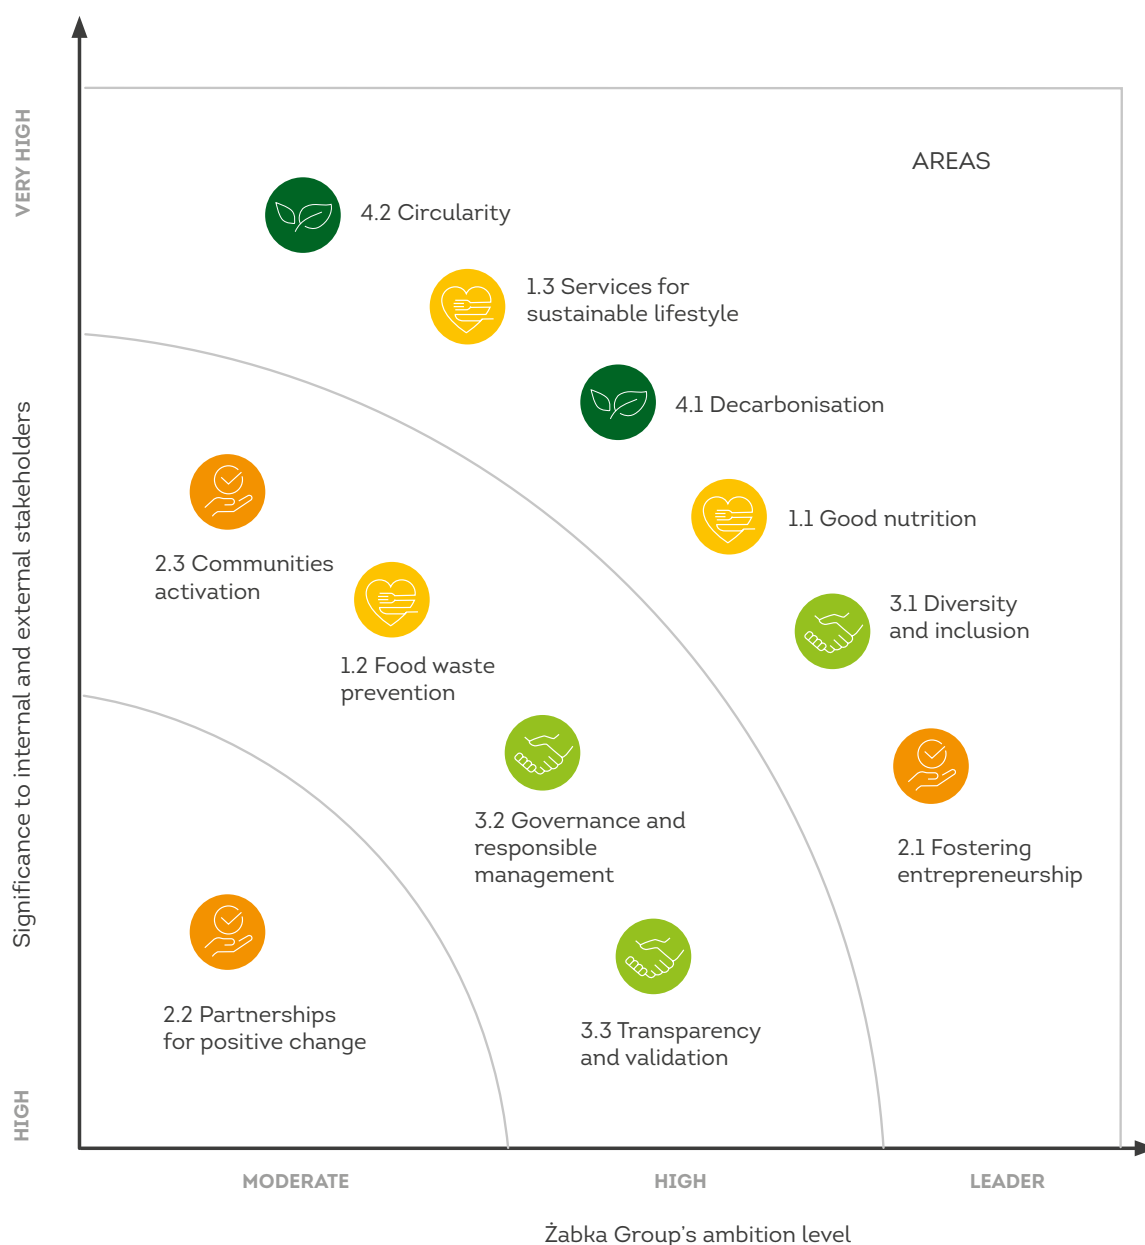 VERY HIGH
AREAS
4.2 Circularity
1.3 Services for
sustainable lifestyle
4.1 Decarbonisation
Significance to internal and external stakeholders
1.1 Good nutrition
2.3 Communities
activation
3.1 Diversity
and inclusion
1.2 Food waste
prevention
3.2 Governance and
responsible
management
2.1 Fostering
entrepreneurship
2.2 Partnerships
for positive change
3.3 Transparency
and validation
HIGH
MODERATE
HIGH
LEADER
Żabka Group's ambition level